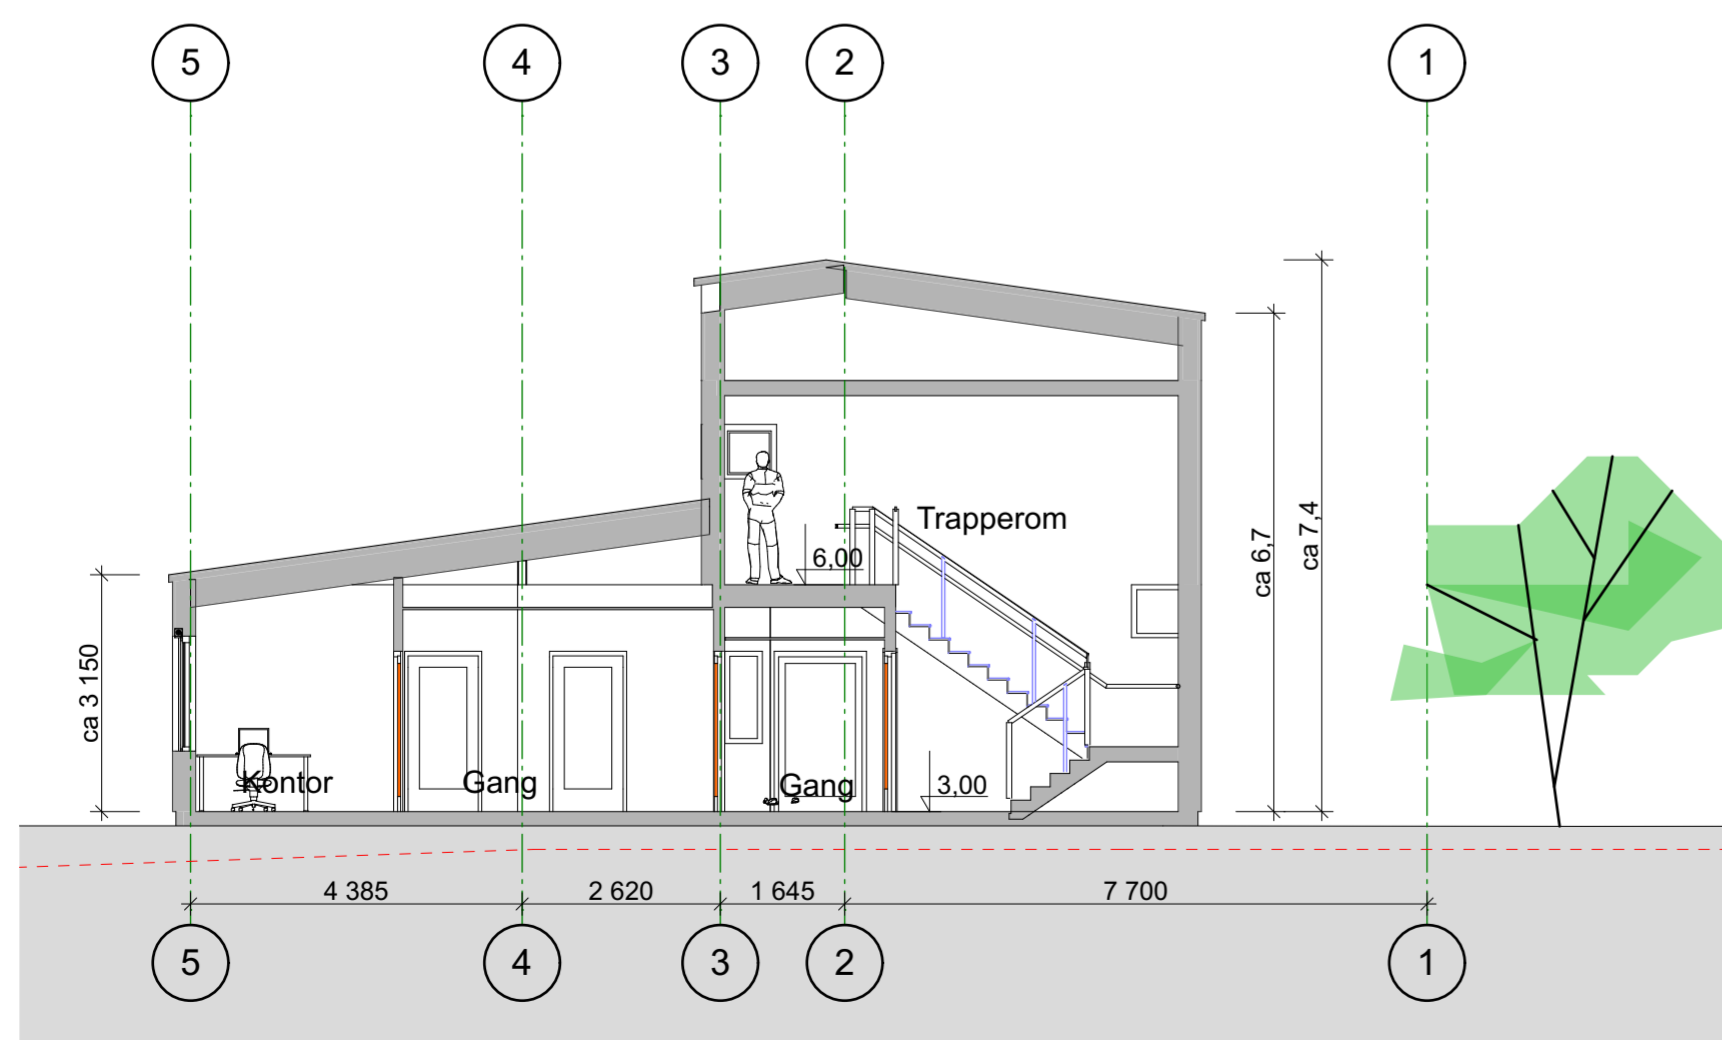 5 4 3 2 1
Trapperom
6,00
ca 7,4
ca 6,7
ca 3 150
Kontor Gang Gang 3,00
4 385 2 620 1 645 7 700
5 4 3 2 1